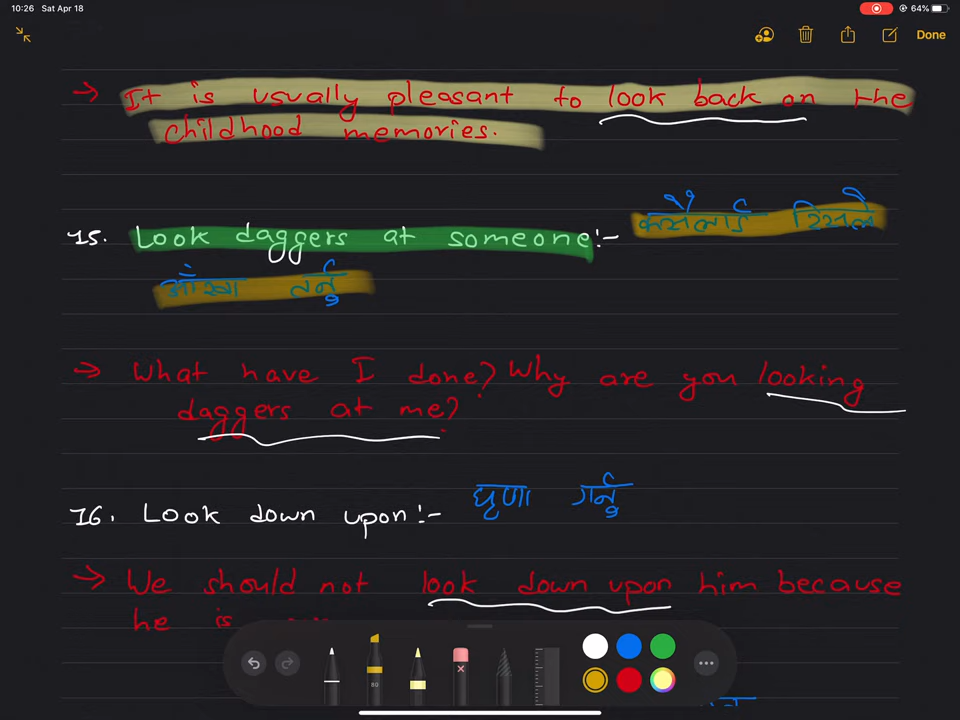 10:26 Sat Apr 18
64%
Done
→ It is usually pleasant to look back on the
childhood memories.
15. Look daggers at someone:- कसैलाई रिसले
आँखा तर्नु
→ What have I done? Why are you looking
daggers at me?
16. Look down upon:- घृणा गर्नु
→ We should not look down upon him because
he is
80